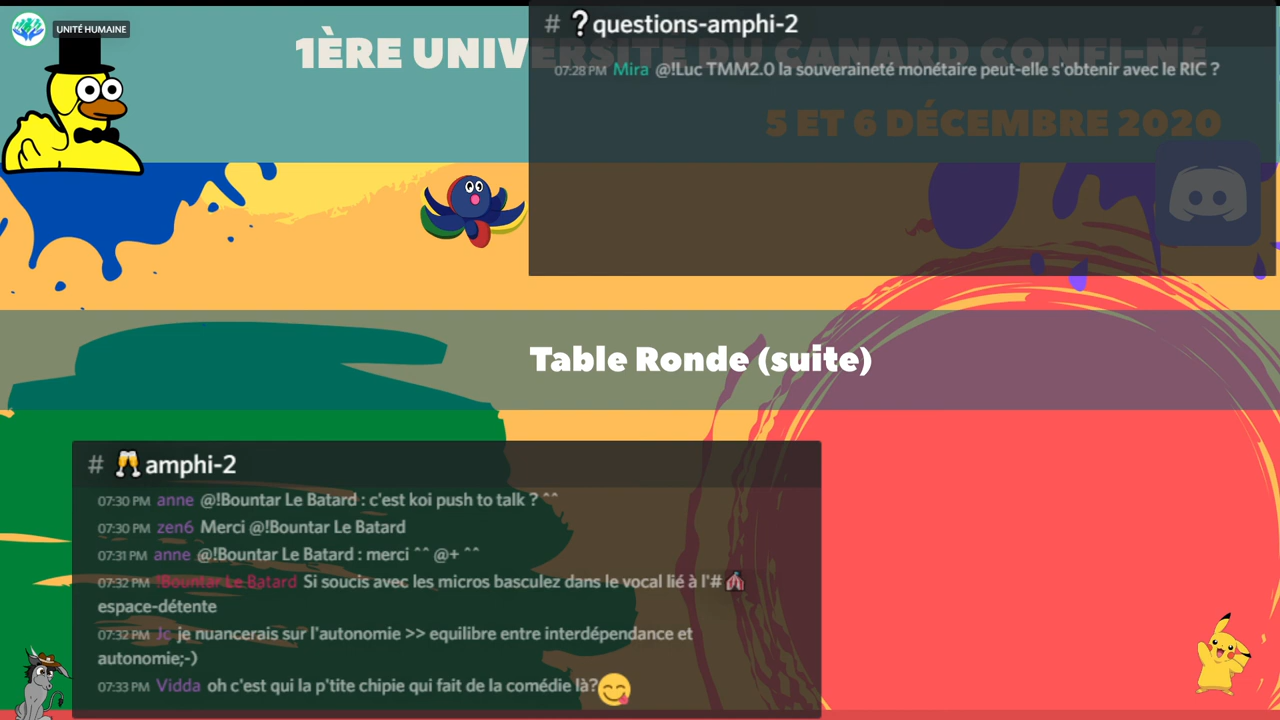 UNITÉ HUMAINE
1ÈRE UNIVERSITÉ DU CANARD CONFI-NÉ
5 ET 6 DÉCEMBRE 2020
# ❓questions-amphi-2
07:28 PM Mira @!Luc TMM2.0 la souveraineté monétaire peut-elle s'obtenir avec le RIC ?
Table Ronde (suite)
# 🥂amphi-2
07:30 PM anne @!Bountar Le Batard : c'est koi push to talk ? ^^
07:30 PM zen6 Merci @!Bountar Le Batard
07:31 PM anne @!Bountar Le Batard : merci ^^ @+ ^^
07:32 PM !Bountar Le Batard Si soucis avec les micros basculez dans le vocal lié à l'#🎪
espace-détente
07:32 PM Jc je nuancerais sur l'autonomie >> equilibre entre interdépendance et
autonomie;-)
07:33 PM Vidda oh c'est qui la p'tite chipie qui fait de la comédie là?😋